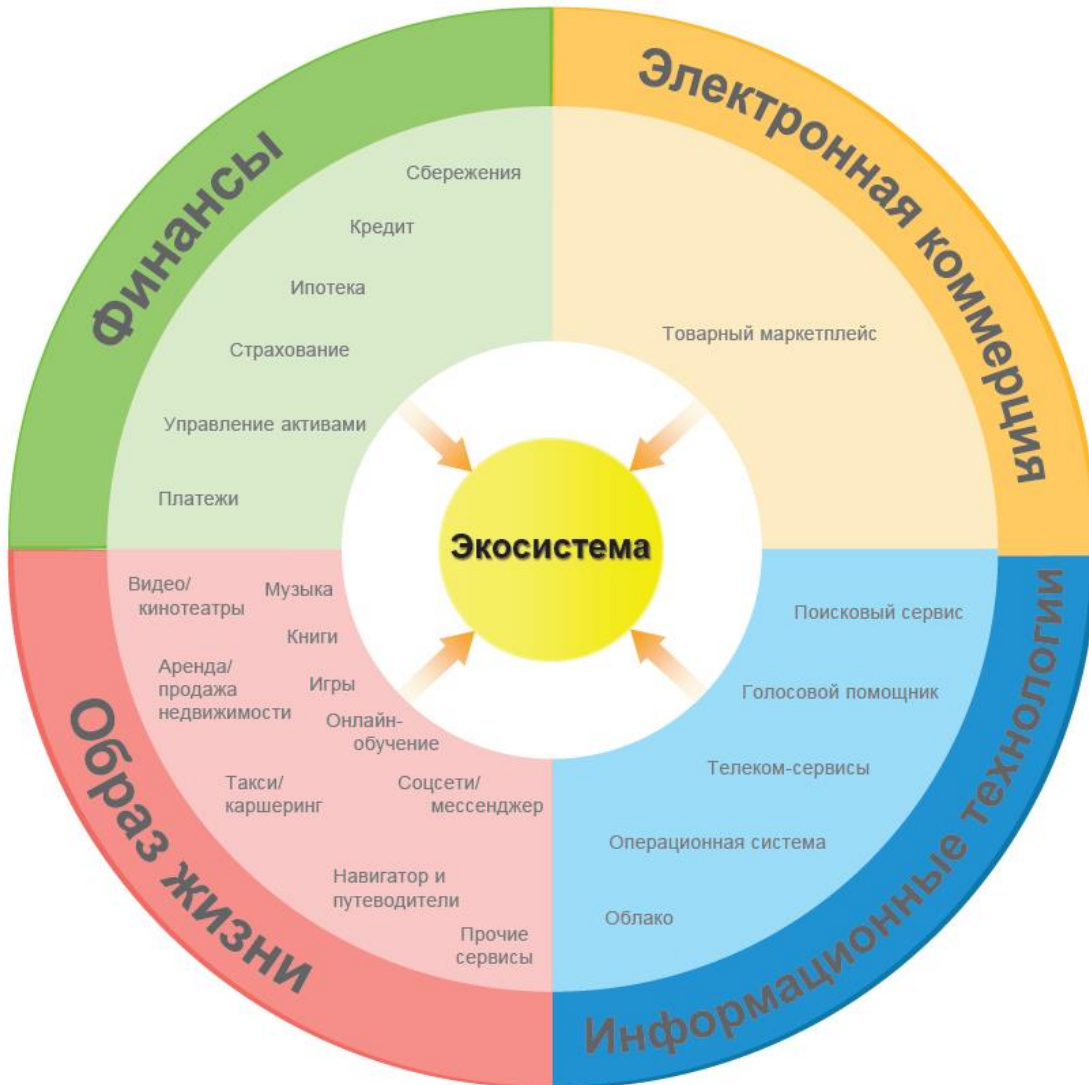 Финансы
Сбережения
Кредит
Ипотека
Страхование
Управление активами
Платежи
Электронная коммерция
Товарный маркетплейс
Экосистема
Образ жизни
Видео/
кинотеатры
Музыка
Книги
Аренда/
продажа
недвижимости
Игры
Онлайн-
обучение
Такси/
каршеринг
Соцсети/
мессенджер
Навигатор и
путеводители
Прочие
сервисы
Информационные технологии
Поисковый сервис
Голосовой помощник
Телеком-сервисы
Операционная система
Облако